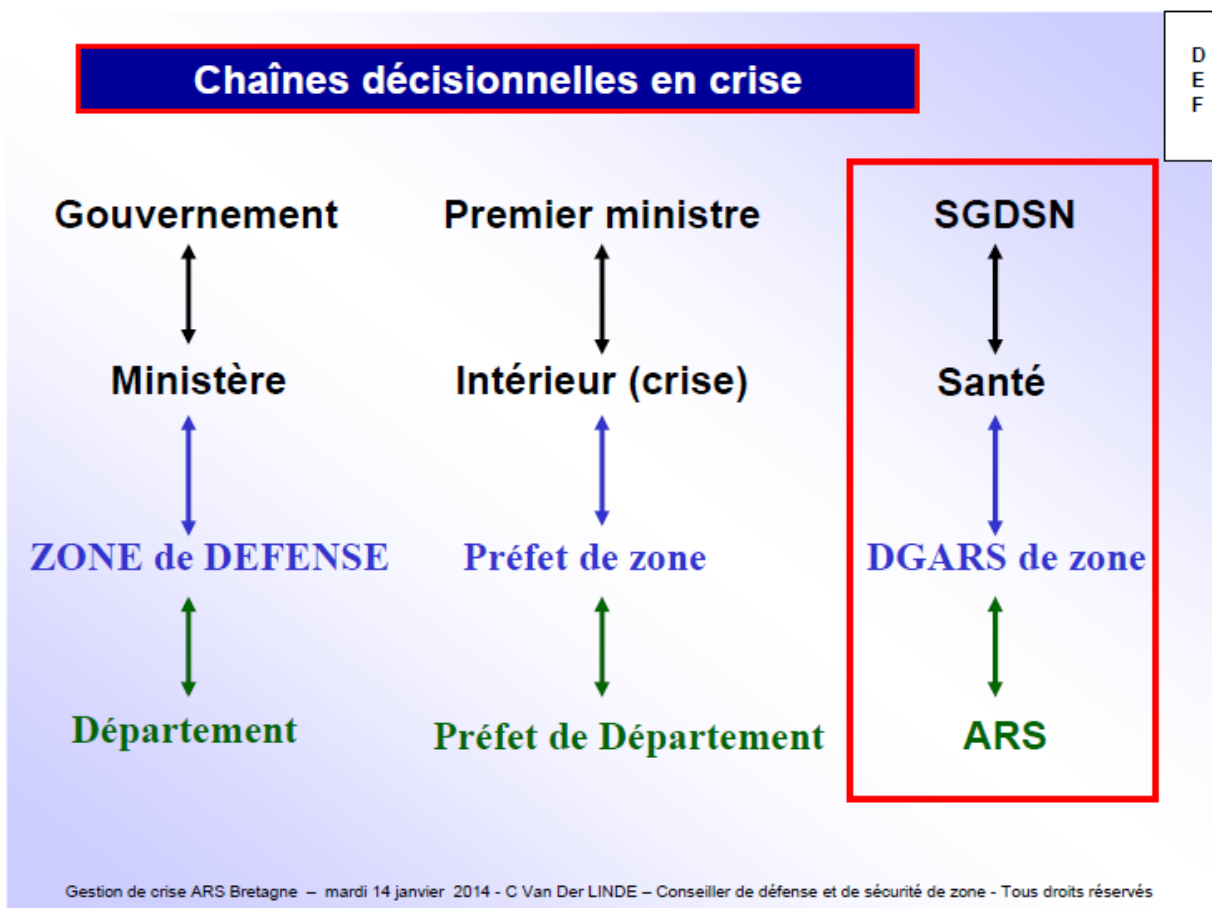 Chaînes décisionnelles en crise
D
E
F
Gouvernement Premier ministre SGDSN
Ministère Intérieur (crise) Santé
ZONE de DEFENSE Préfet de zone DGARS de zone
Département Préfet de Département ARS
Gestion de crise ARS Bretagne – mardi 14 janvier 2014 - C Van Der LINDE – Conseiller de défense et de sécurité de zone - Tous droits réservés